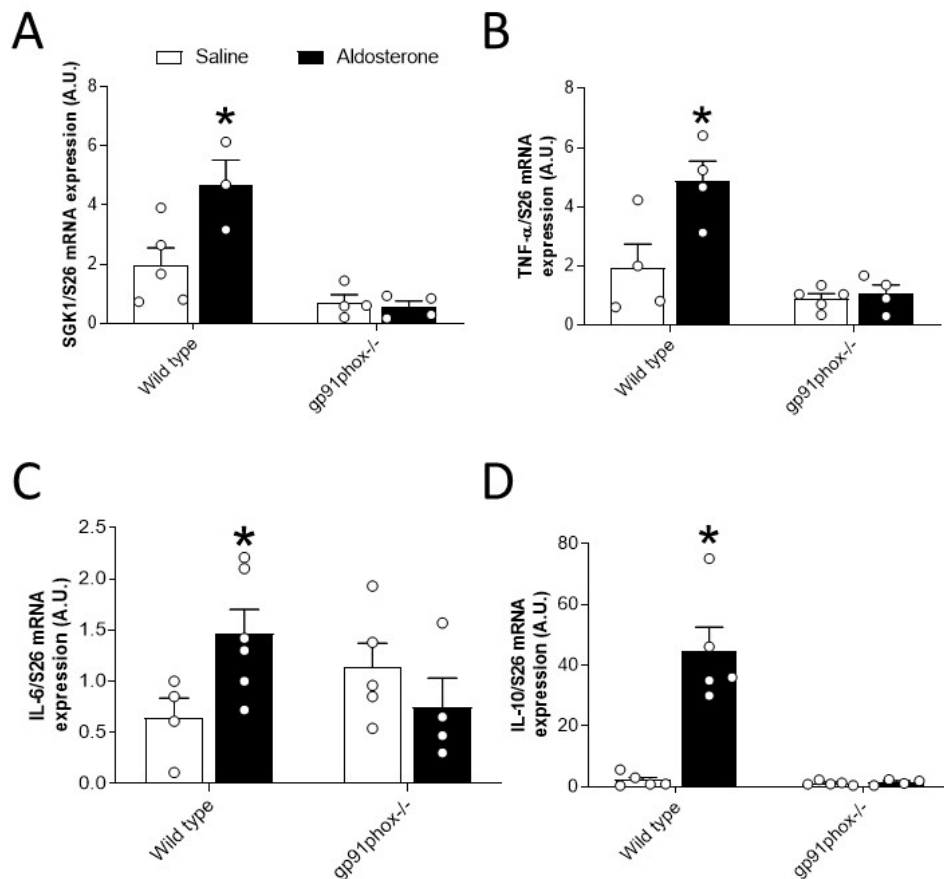 A
Saline
Aldosterone
SGK1/S26 mRNA expression (A.U.)
8
6
4
2
0
*
Wild type
gp91phox-/-
B
TNF-α/S26 mRNA
expression (A.U.)
8
6
4
2
0
*
Wild type
gp91phox-/-
C
IL-6/S26 mRNA
expression (A.U.)
2.5
2.0
1.5
1.0
0.5
0.0
*
Wild type
gp91phox-/-
D
IL-10/S26 mRNA
expression (A.U.)
80
60
40
20
0
*
Wild type
gp91phox-/-